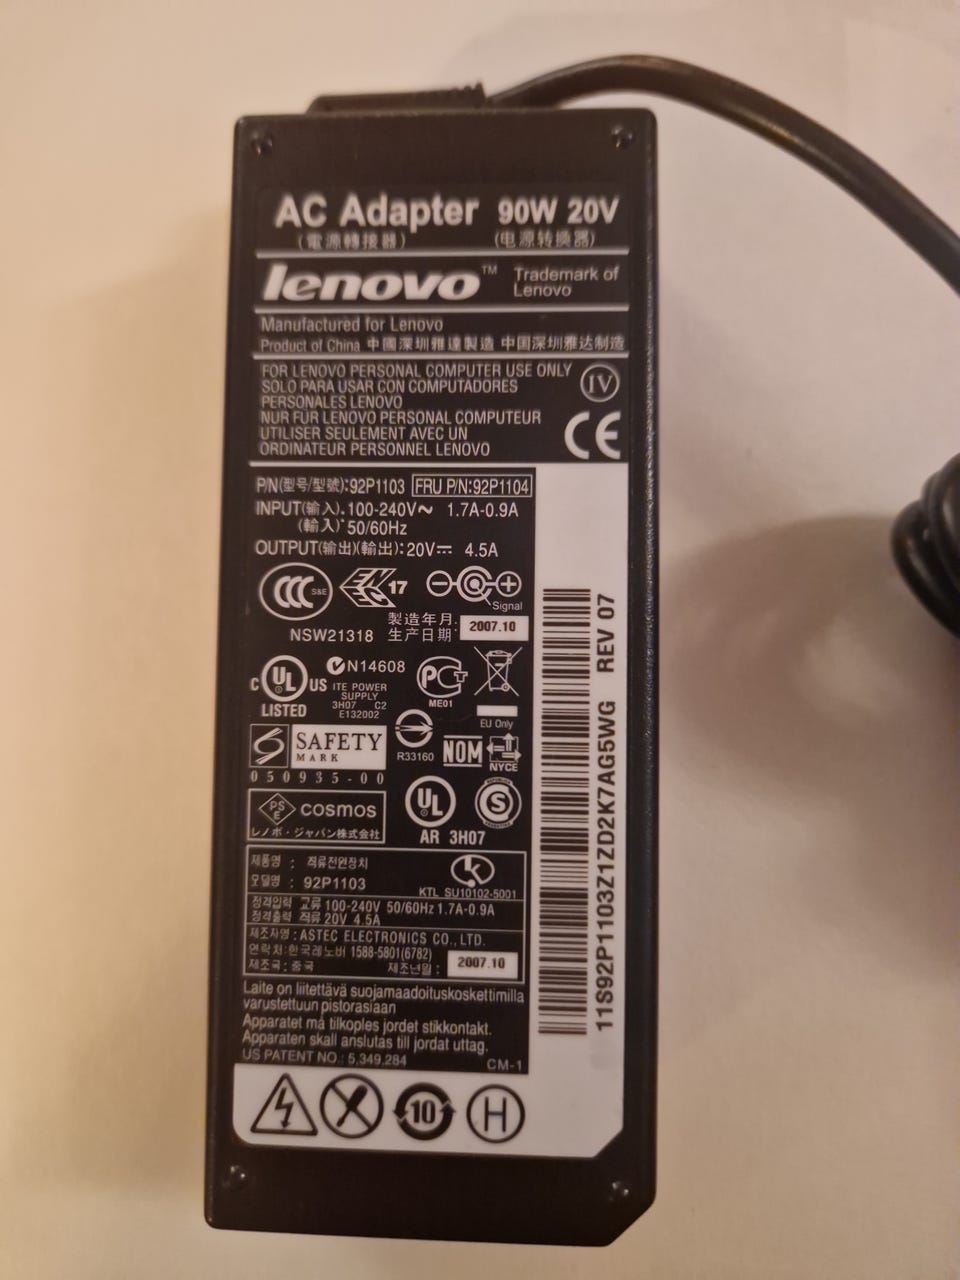 AC Adapter 90W 20V
(電源轉接器) (电源转换器)
lenovo™ Trademark of
Lenovo
Manufactured for Lenovo
Product of China 中國深圳雅達製造 中国深圳雅达制造
FOR LENOVO PERSONAL COMPUTER USE ONLY
SOLO PARA USAR CON COMPUTADORES
PERSONALES LENOVO
NUR FÜR LENOVO PERSONAL COMPUTEUR
UTILISER SEULEMENT AVEC UN
ORDINATEUR PERSONNEL LENOVO
IV
CE
P/N(型号/型號):92P1103 FRU P/N:92P1104
INPUT(输入). 100-240V~ 1.7A-0.9A
(輸入)* 50/60Hz
OUTPUT(输出)(輸出): 20V⎓ 4.5A
CCC S&E
17
Signal
NSW21318
製造年月.
生产日期. 2007.10
C UL US LISTED
N14608
ITE POWER
SUPPLY
3H07 C2
E132002
PCT
ME01
EU Only
SAFETY
MARK
050935-00
R33160
NOM
NYCE
PSE COSMOS
レノボ・ジャパン株式会社
UL
AR 3H07
S
제품명 : 직류전원장치
모델명 : 92P1103
KTL SU10102-5001
정격입력 교류 100-240V 50/60Hz 1.7A-0.9A
정격출력 직류 20V 4.5A
제조자명 : ASTEC ELECTRONICS CO., LTD.
연락처:한국레노버 1588-5801(6782)
제조국 : 중국 제조년월 : 2007.10
Laite on liitettävä suojamaadoituskoskettimilla
varustettuun pistorasiaan
Apparatet må tilkoples jordet stikkontakt.
Apparaten skall anslutas till jordat uttag.
US PATENT NO.: 5,349,284
CM-1
10
H
11S92P1103Z1ZD2K7AG5WG REV 07